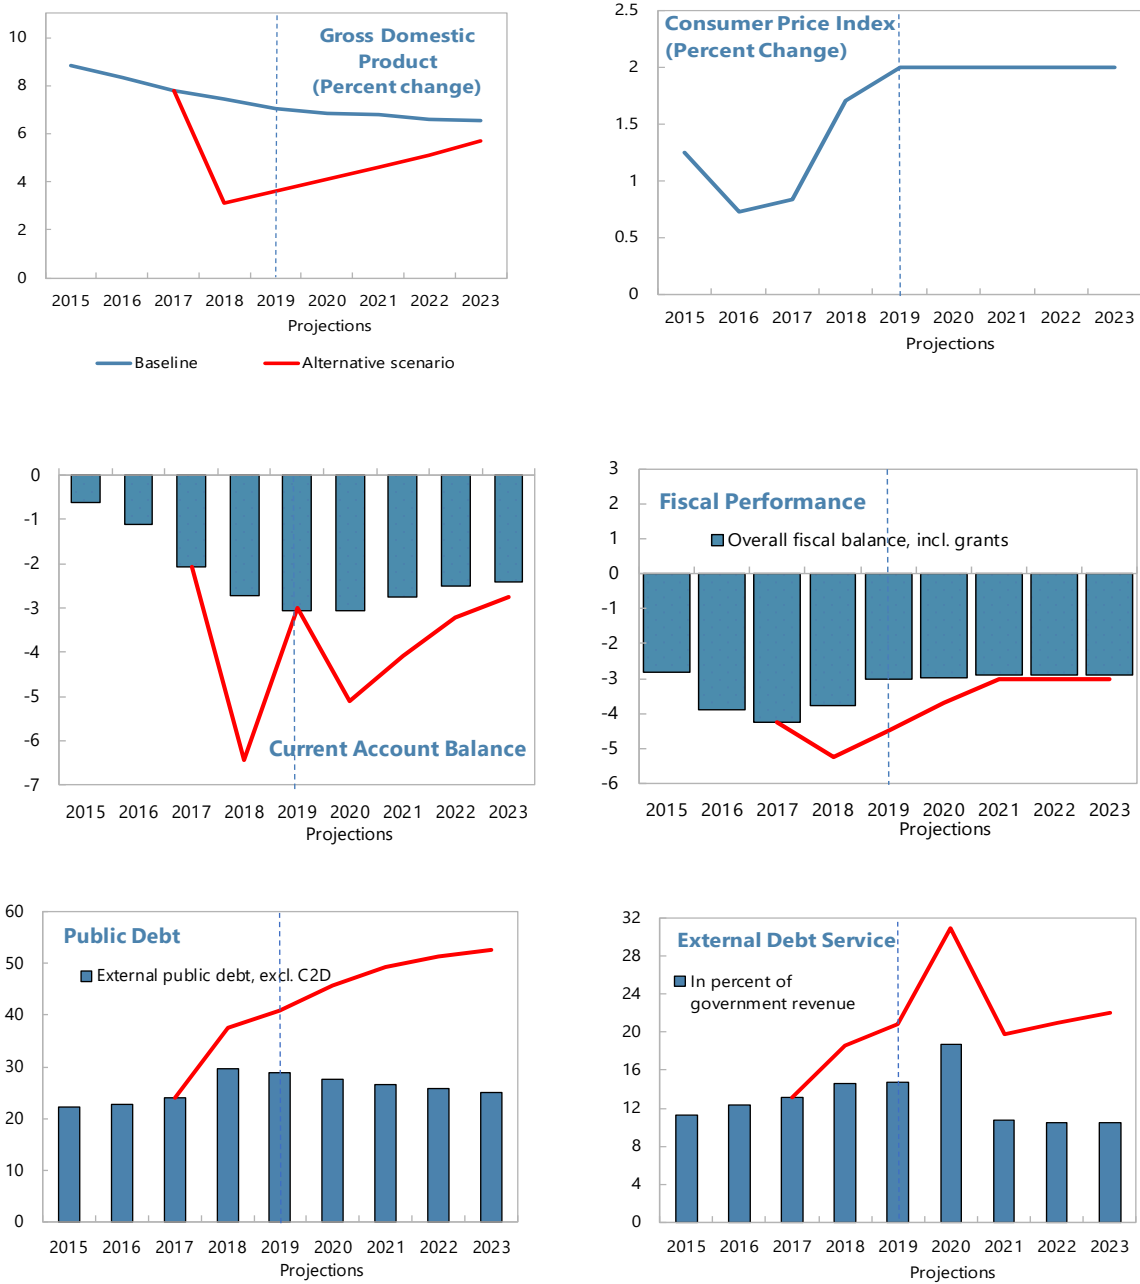 Gross Domestic
Product
(Percent change)
10
8
6
4
2
0
2015 2016 2017 2018 2019 2020 2021 2022 2023
Projections
Baseline
Alternative scenario
Consumer Price Index
(Percent Change)
2.5
2
1.5
1
0.5
0
2015 2016 2017 2018 2019 2020 2021 2022 2023
Projections
0
-1
-2
-3
-4
-5
-6
-7
Current Account Balance
2015 2016 2017 2018 2019 2020 2021 2022 2023
Projections
Fiscal Performance
Overall fiscal balance, incl. grants
3
2
1
0
-1
-2
-3
-4
-5
-6
2015 2016 2017 2018 2019 2020 2021 2022 2023
Projections
Public Debt
External public debt, excl. C2D
60
50
40
30
20
10
0
2015 2016 2017 2018 2019 2020 2021 2022 2023
Projections
External Debt Service
In percent of
government revenue
32
28
24
20
16
12
8
4
0
2015 2016 2017 2018 2019 2020 2021 2022 2023
Projections